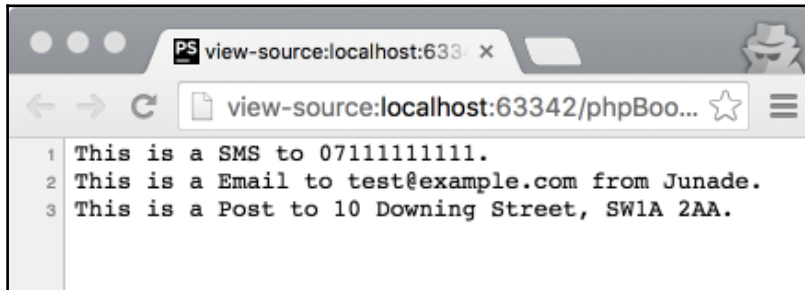 PS view-source:localhost:633
view-source:localhost:63342/phpBoo...
1 This is a SMS to 07111111111.
2 This is a Email to test@example.com from Junade.
3 This is a Post to 10 Downing Street, SW1A 2AA.